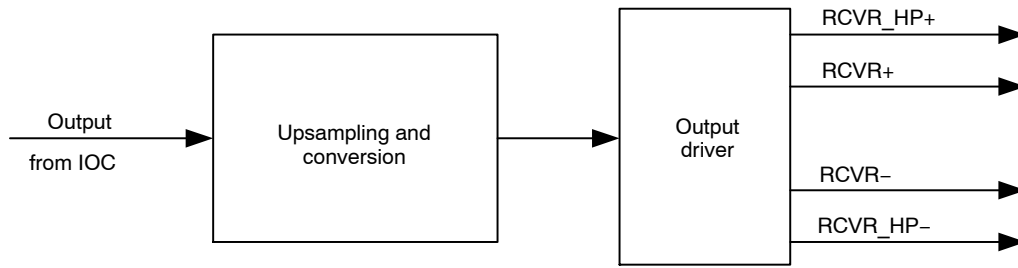 Output
from IOC
Upsampling and
conversion
Output
driver
RCVR_HP+
RCVR+
RCVR−
RCVR_HP−